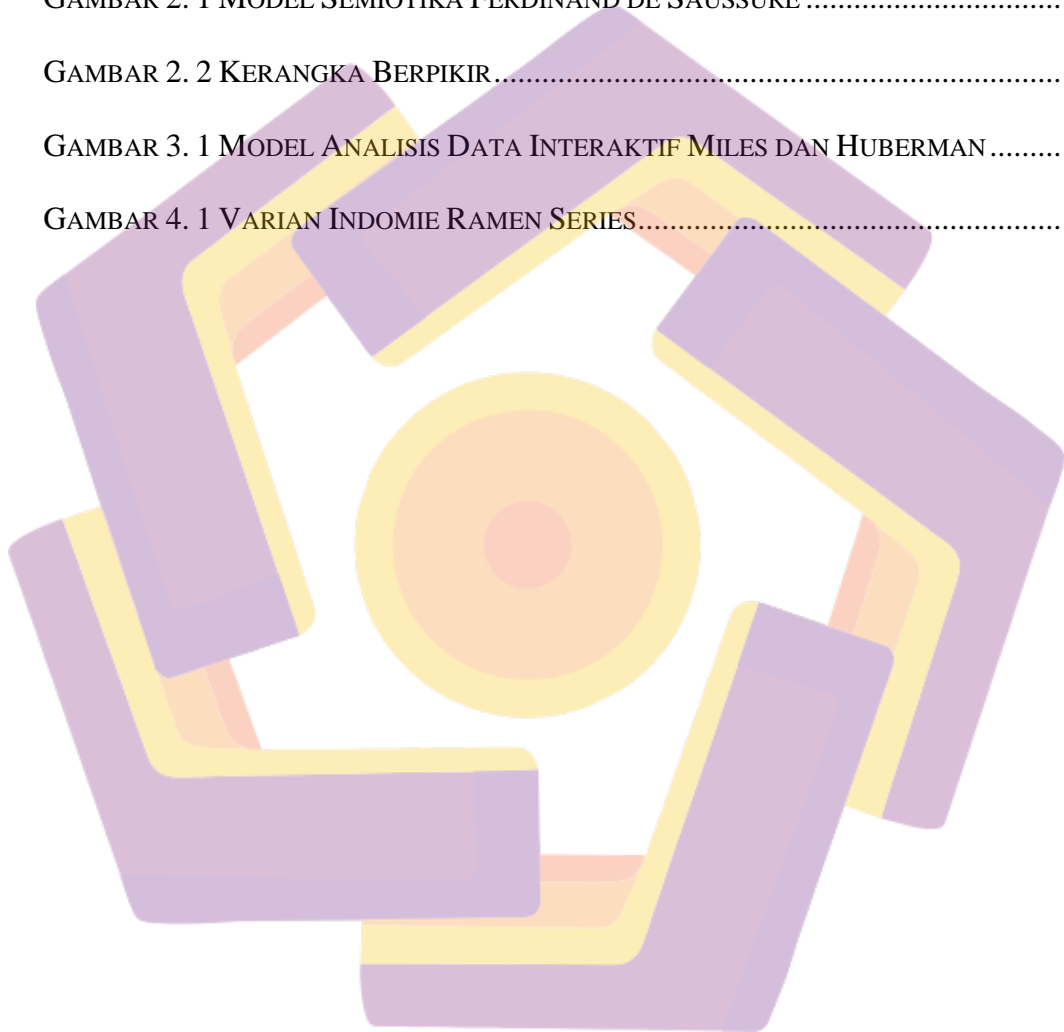 GAMBAR 2. 1 MODEL SEMIOTIKA FERDINAND DE SAUSSURE ................................
GAMBAR 2. 2 KERANGKA BERPIKIR ................................................................
GAMBAR 3. 1 MODEL ANALISIS DATA INTERAKTIF MILES DAN HUBERMAN .........
GAMBAR 4. 1 VARIAN INDOMIE RAMEN SERIES ................................................